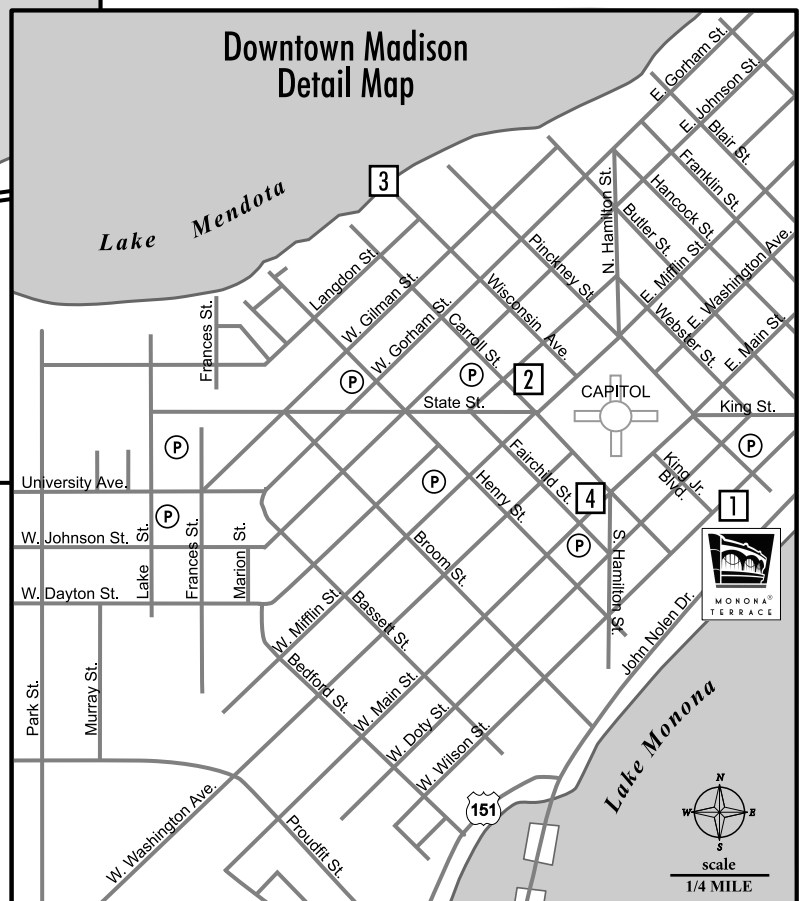 Downtown Madison
Detail Map
E. Gorham St.
E. Johnson St.
Blair St.
Franklin St.
Hancock St.
Butler St.
N. Hamilton St.
E. Mifflin St.
E. Washington Ave.
Webster St.
E. Main St.
3
Lake Mendota
Langdon St.
Pinckney St.
Wisconsin Ave.
W. Gilman St.
W. Gorham St.
Carroll St.
Frances St.
P
P
2
CAPITOL
State St.
King St.
P
P
University Ave.
P
P
Fairchild St.
Henry St.
4
King Jr.
Blvd.
1
P
W. Johnson St.
Lake St.
Frances St.
Marion St.
Broom St.
S. Hamilton St.
MONONA®
TERRACE
W. Dayton St.
W. Mifflin St.
Bassett St.
John Nolen Dr.
Park St.
Murray St.
Bedford St.
W. Main St.
W. Doty St.
W. Wilson St.
Lake Monona
W. Washington Ave.
Proudfit St.
151
N
W E
S
scale
1/4 MILE